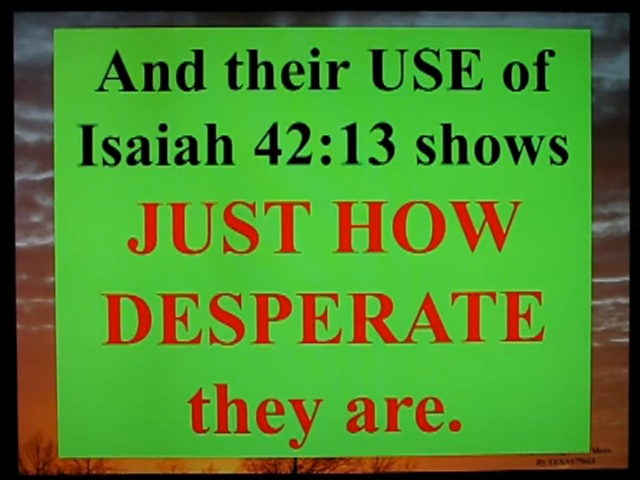 And their USE of
Isaiah 42:13 shows
JUST HOW
DESPERATE
they are.